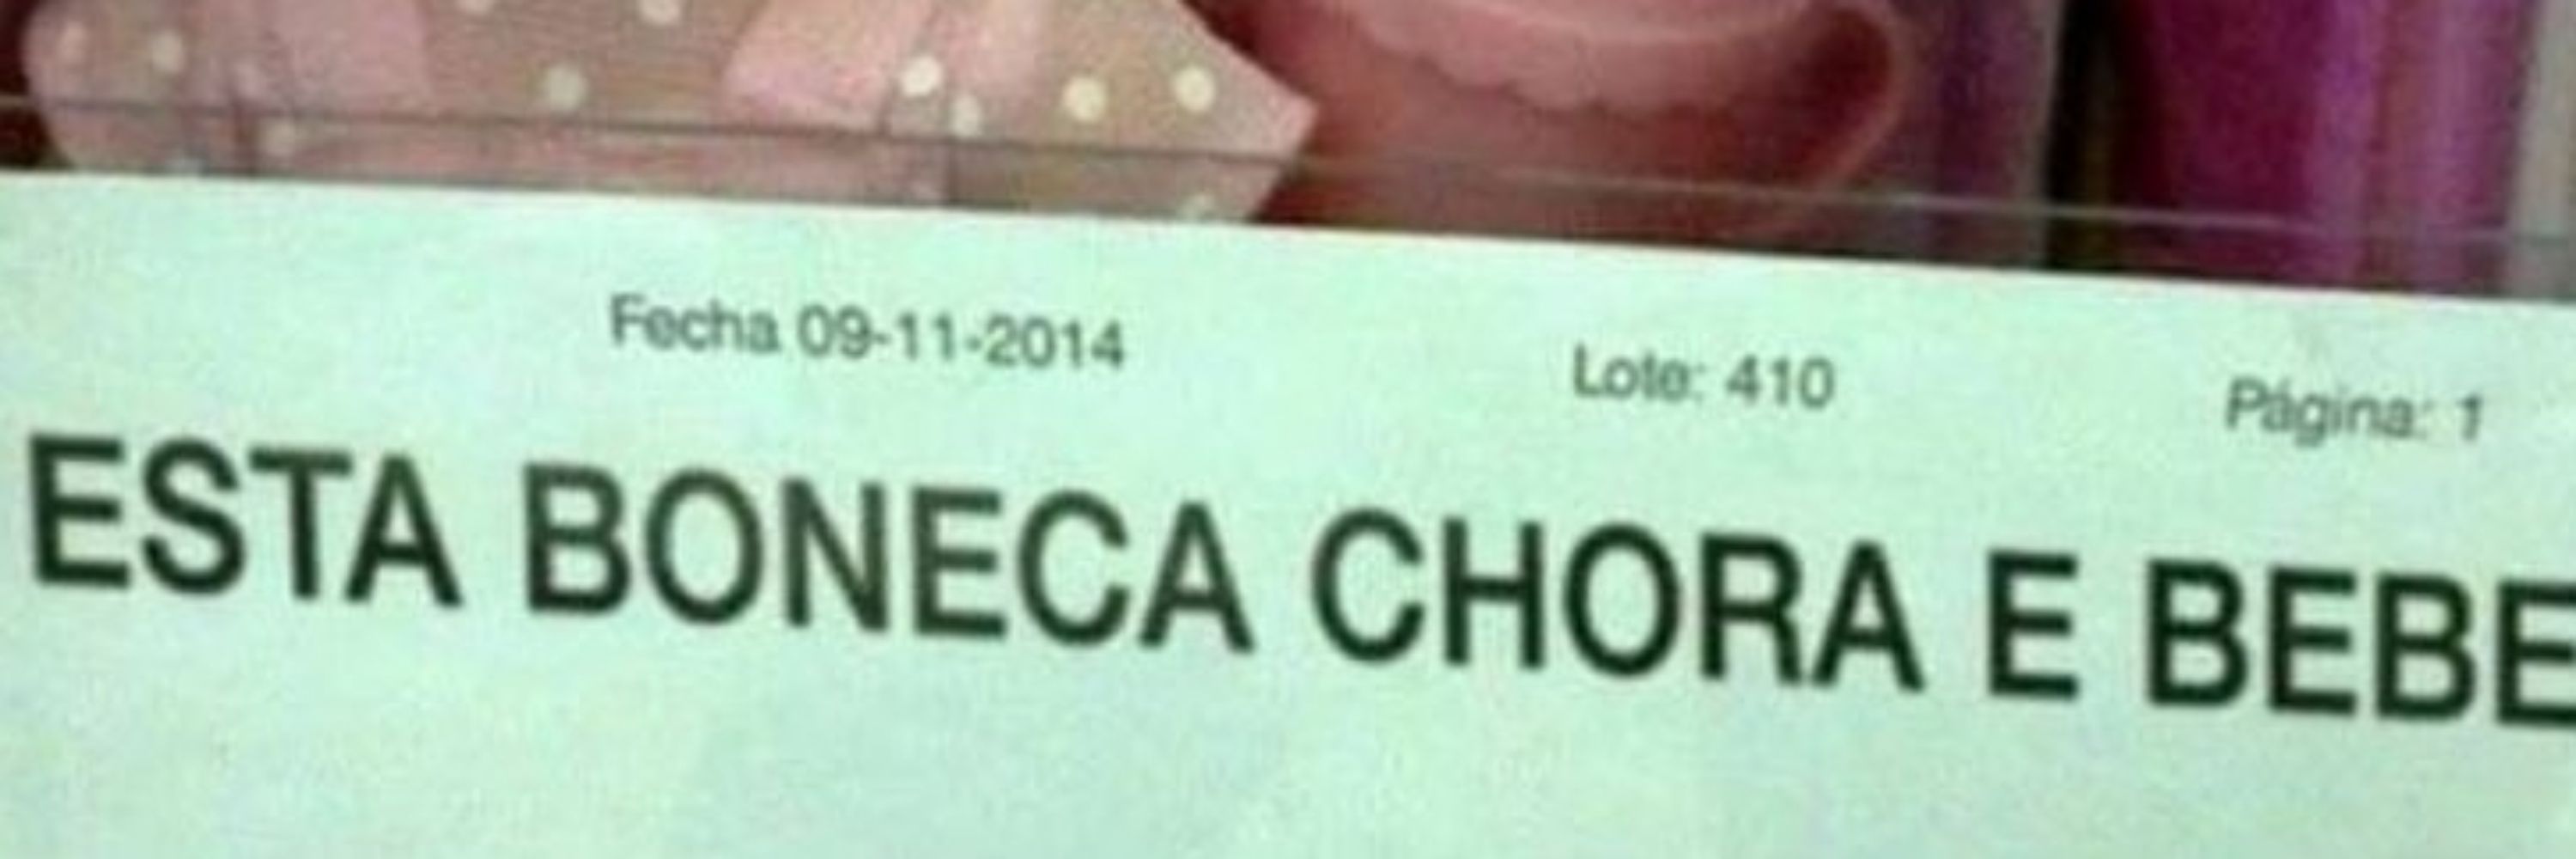 Fecha 09-11-2014 Lote: 410 Página: 1
ESTA BONECA CHORA E BEBE